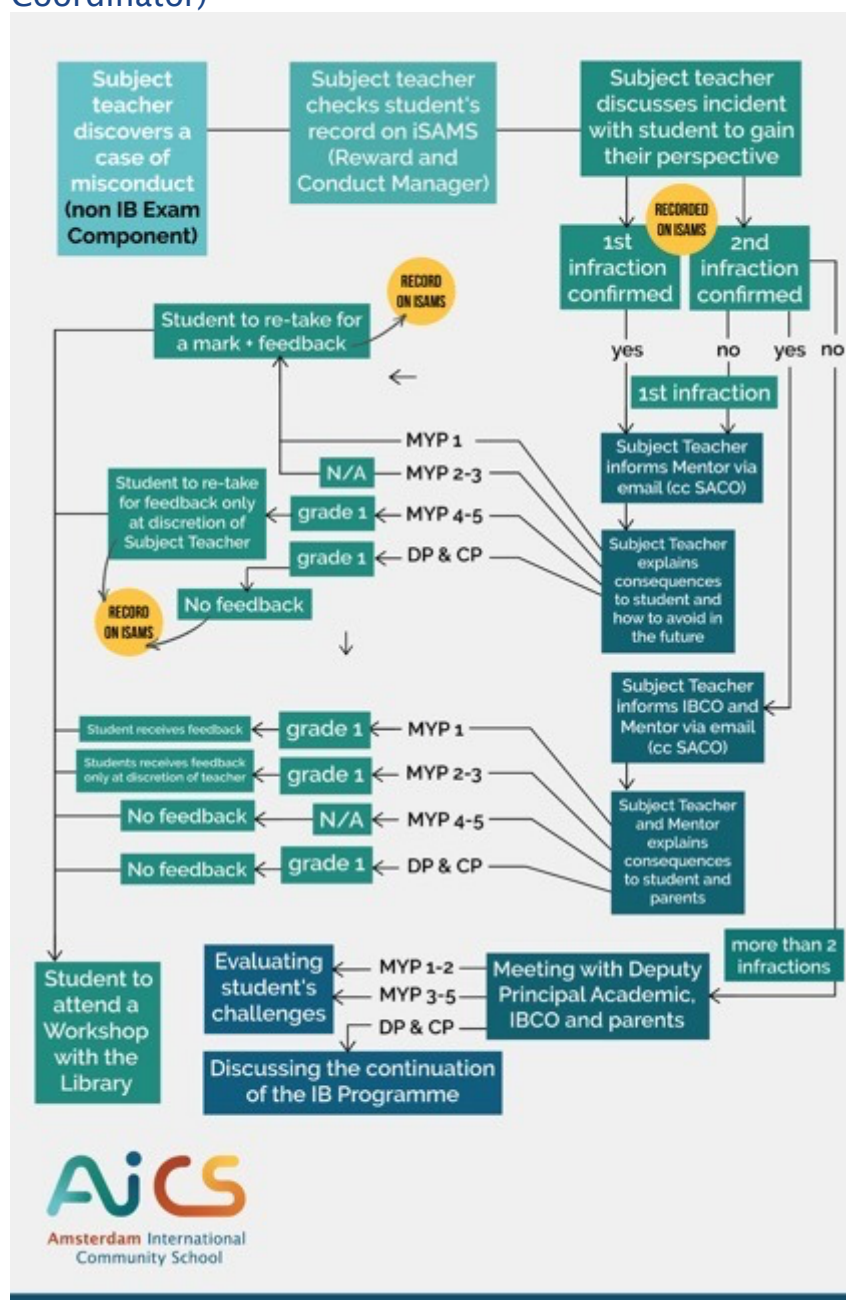 Coordinator)
Subject
teacher
discovers a
case of
misconduct
(non IB Exam
Component)
Subject teacher
checks student's
record on iSAMS
(Reward and
Conduct Manager)
Subject teacher
discusses incident
with student to gain
their perspective
RECORDED
ON ISAMS
1st
infraction
confirmed
2nd
infraction
confirmed
yes
no
yes
no
1st infraction
RECORD
ON ISAMS
Student to re-take for
a mark + feedback
Subject Teacher
informs Mentor via
email (cc SACO)
MYP 1
N/A
MYP 2-3
Student to re-take
for feedback only
at discretion of
Subject Teacher
grade 1
MYP 4-5
grade 1
DP & CP
Subject Teacher
explains
consequences
to student and
how to avoid in
the future
No feedback
RECORD
ON ISAMS
Subject Teacher
informs IBCO and
Mentor via email
(cc SACO)
Student receives feedback
grade 1
MYP 1
Students receives feedback
only at discretion of teacher
grade 1
MYP 2-3
No feedback
N/A
MYP 4-5
No feedback
grade 1
DP & CP
Subject Teacher
and Mentor
explains
consequences
to student and
parents
more than 2
infractions
Meeting with Deputy
Principal Academic,
IBCO and parents
MYP 1-2
MYP 3-5
DP & CP
Evaluating
student's
challenges
Discussing the continuation
of the IB Programme
Student to
attend a
Workshop
with the
Library
AiCS
Amsterdam International
Community School